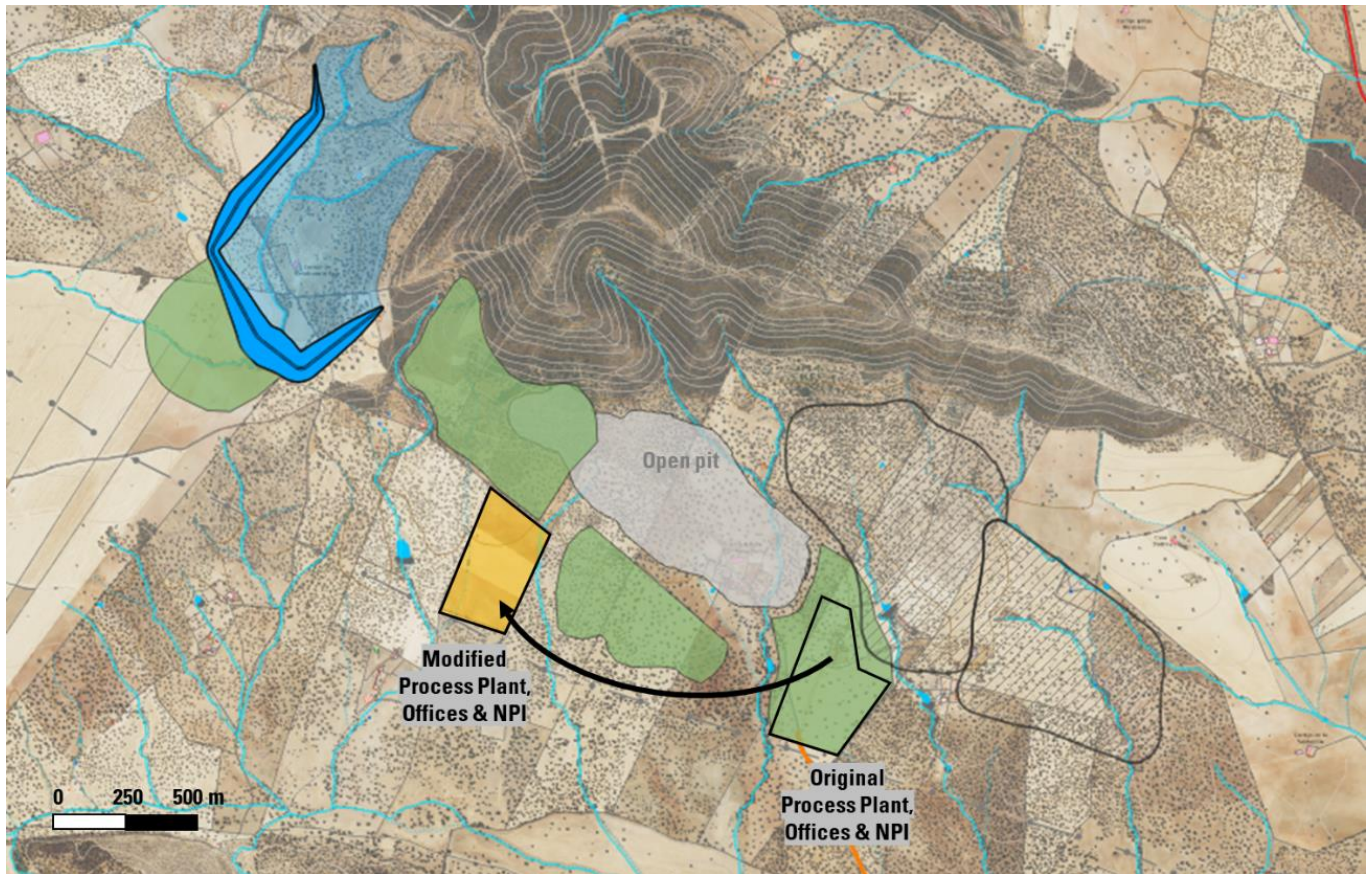 Open pit
Modified
Process Plant,
Offices & NPI
Original
Process Plant,
Offices & NPI
0 250 500 m